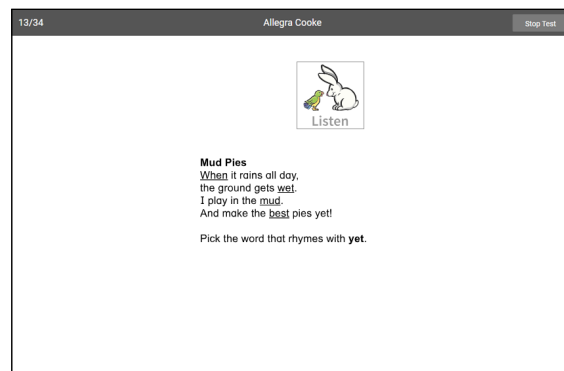 13/34 Allegra Cooke Stop Test
Listen
Mud Pies
When it rains all day,
the ground gets wet.
I play in the mud.
And make the best pies yet!
Pick the word that rhymes with yet.